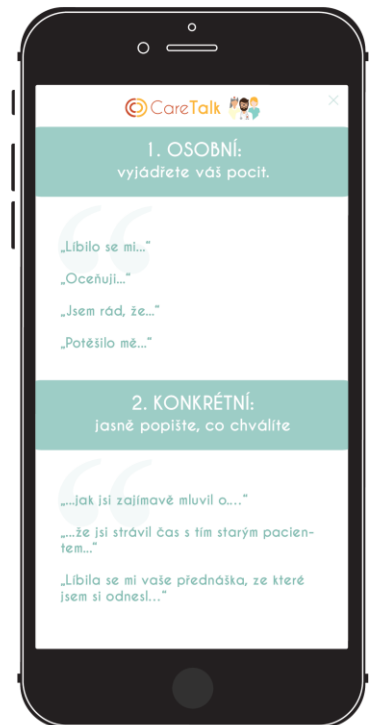 CareTalk
1. OSOBNÍ:
vyjádřete váš pocit.
„Líbilo se mi...“
„Oceňuji...“
„Jsem rád, že...“
„Potěšilo mě...“
2. KONKRÉTNÍ:
jasně popište, co chválíte
„...jak jsi zajímavě mluvil o....“
„...že jsi strávil čas s tím starým pacien-
tem...“
„Líbila se mi vaše přednáška, ze které
jsem si odnesl...“